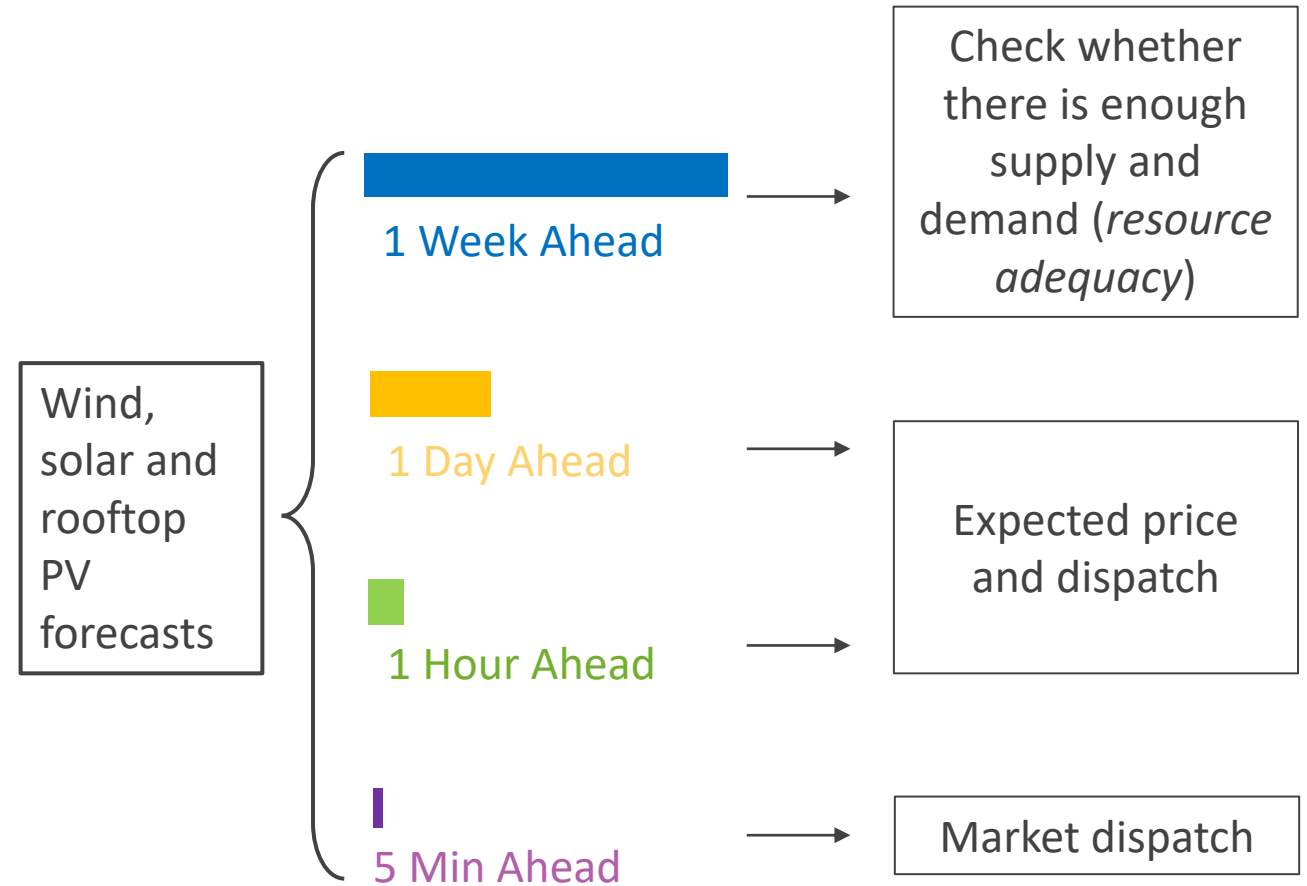 Wind,
solar and
rooftop
PV
forecasts
1 Week Ahead
Check whether
there is enough
supply and
demand (resource
adequacy)
1 Day Ahead
1 Hour Ahead
Expected price
and dispatch
5 Min Ahead
Market dispatch